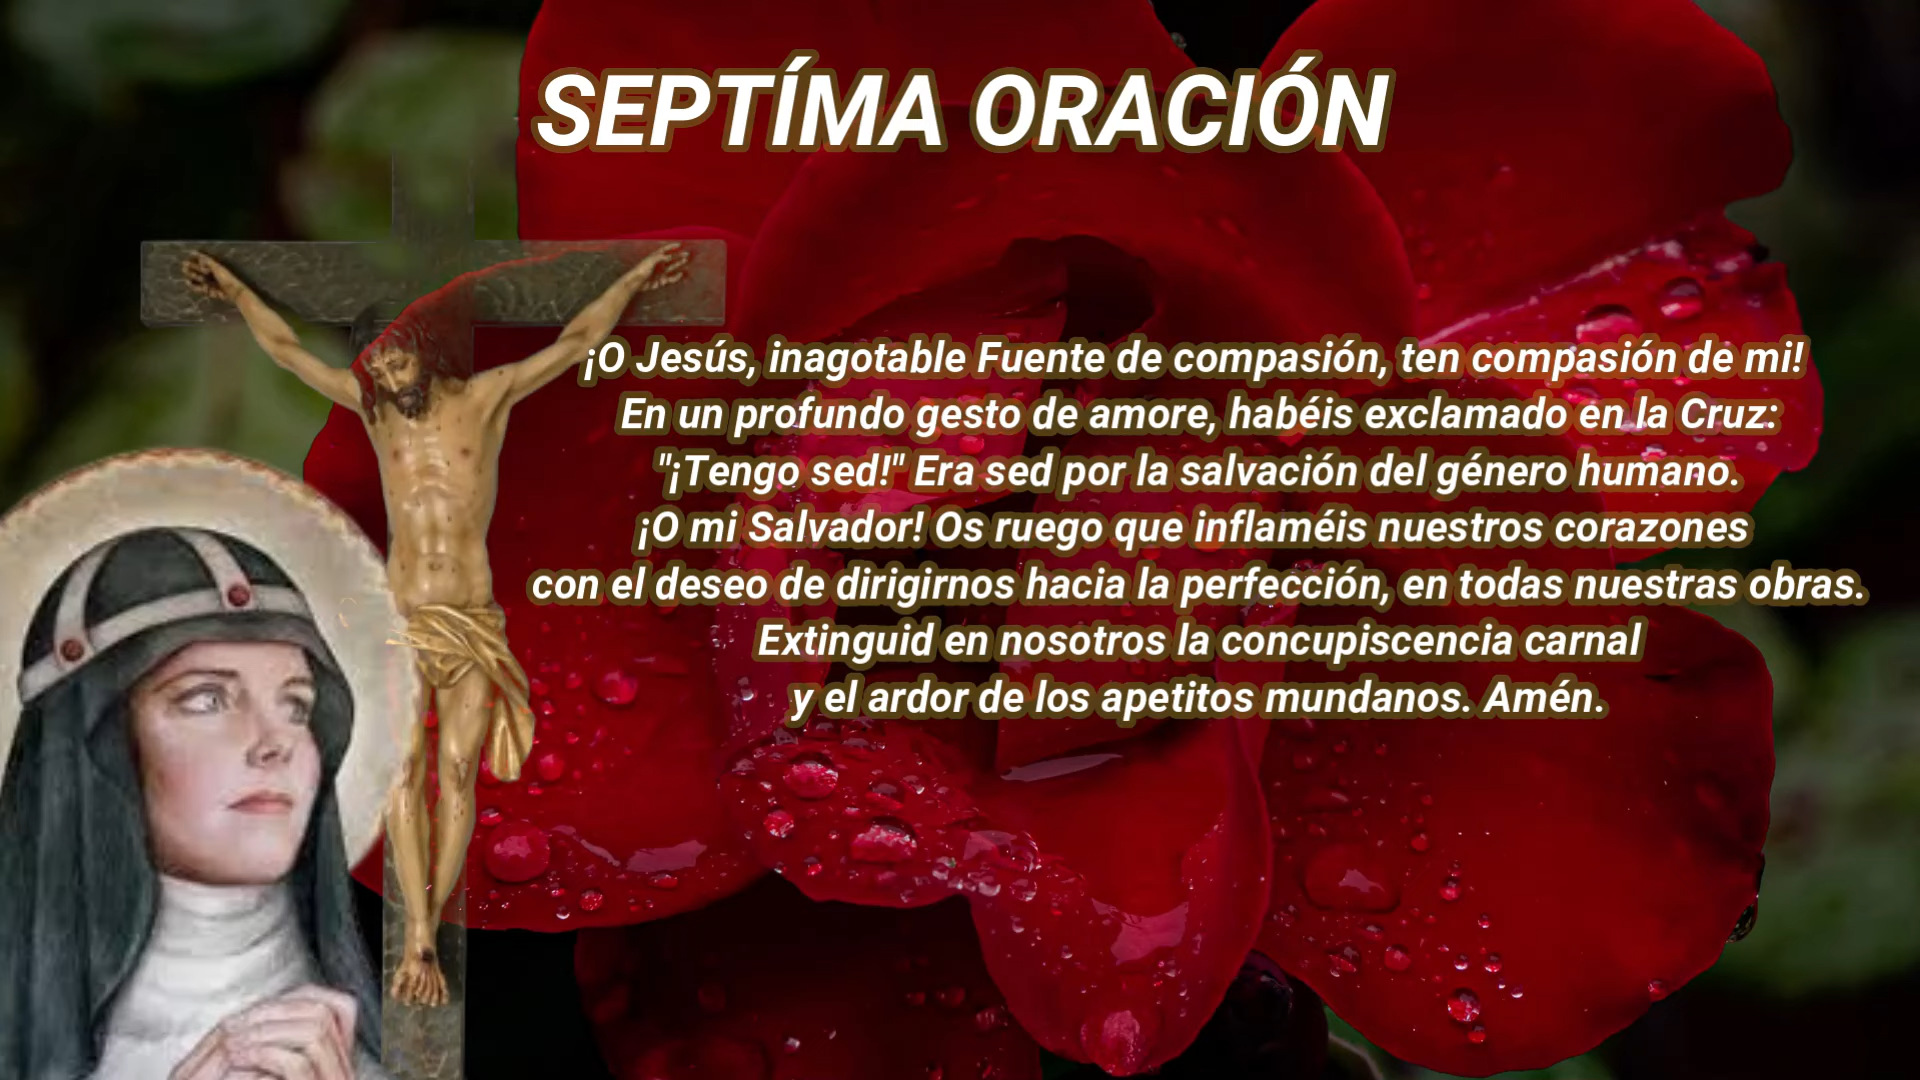 SEPTÍMA ORACIÓN
¡O Jesús, inagotable Fuente de compasión, ten compasión de mi!
En un profundo gesto de amore, habéis exclamado en la Cruz:
"¡Tengo sed!" Era sed por la salvación del género humano.
¡O mi Salvador! Os ruego que inflaméis nuestros corazones
con el deseo de dirigirnos hacia la perfección, en todas nuestras obras.
Extinguid en nosotros la concupiscencia carnal
y el ardor de los apetitos mundanos. Amén.